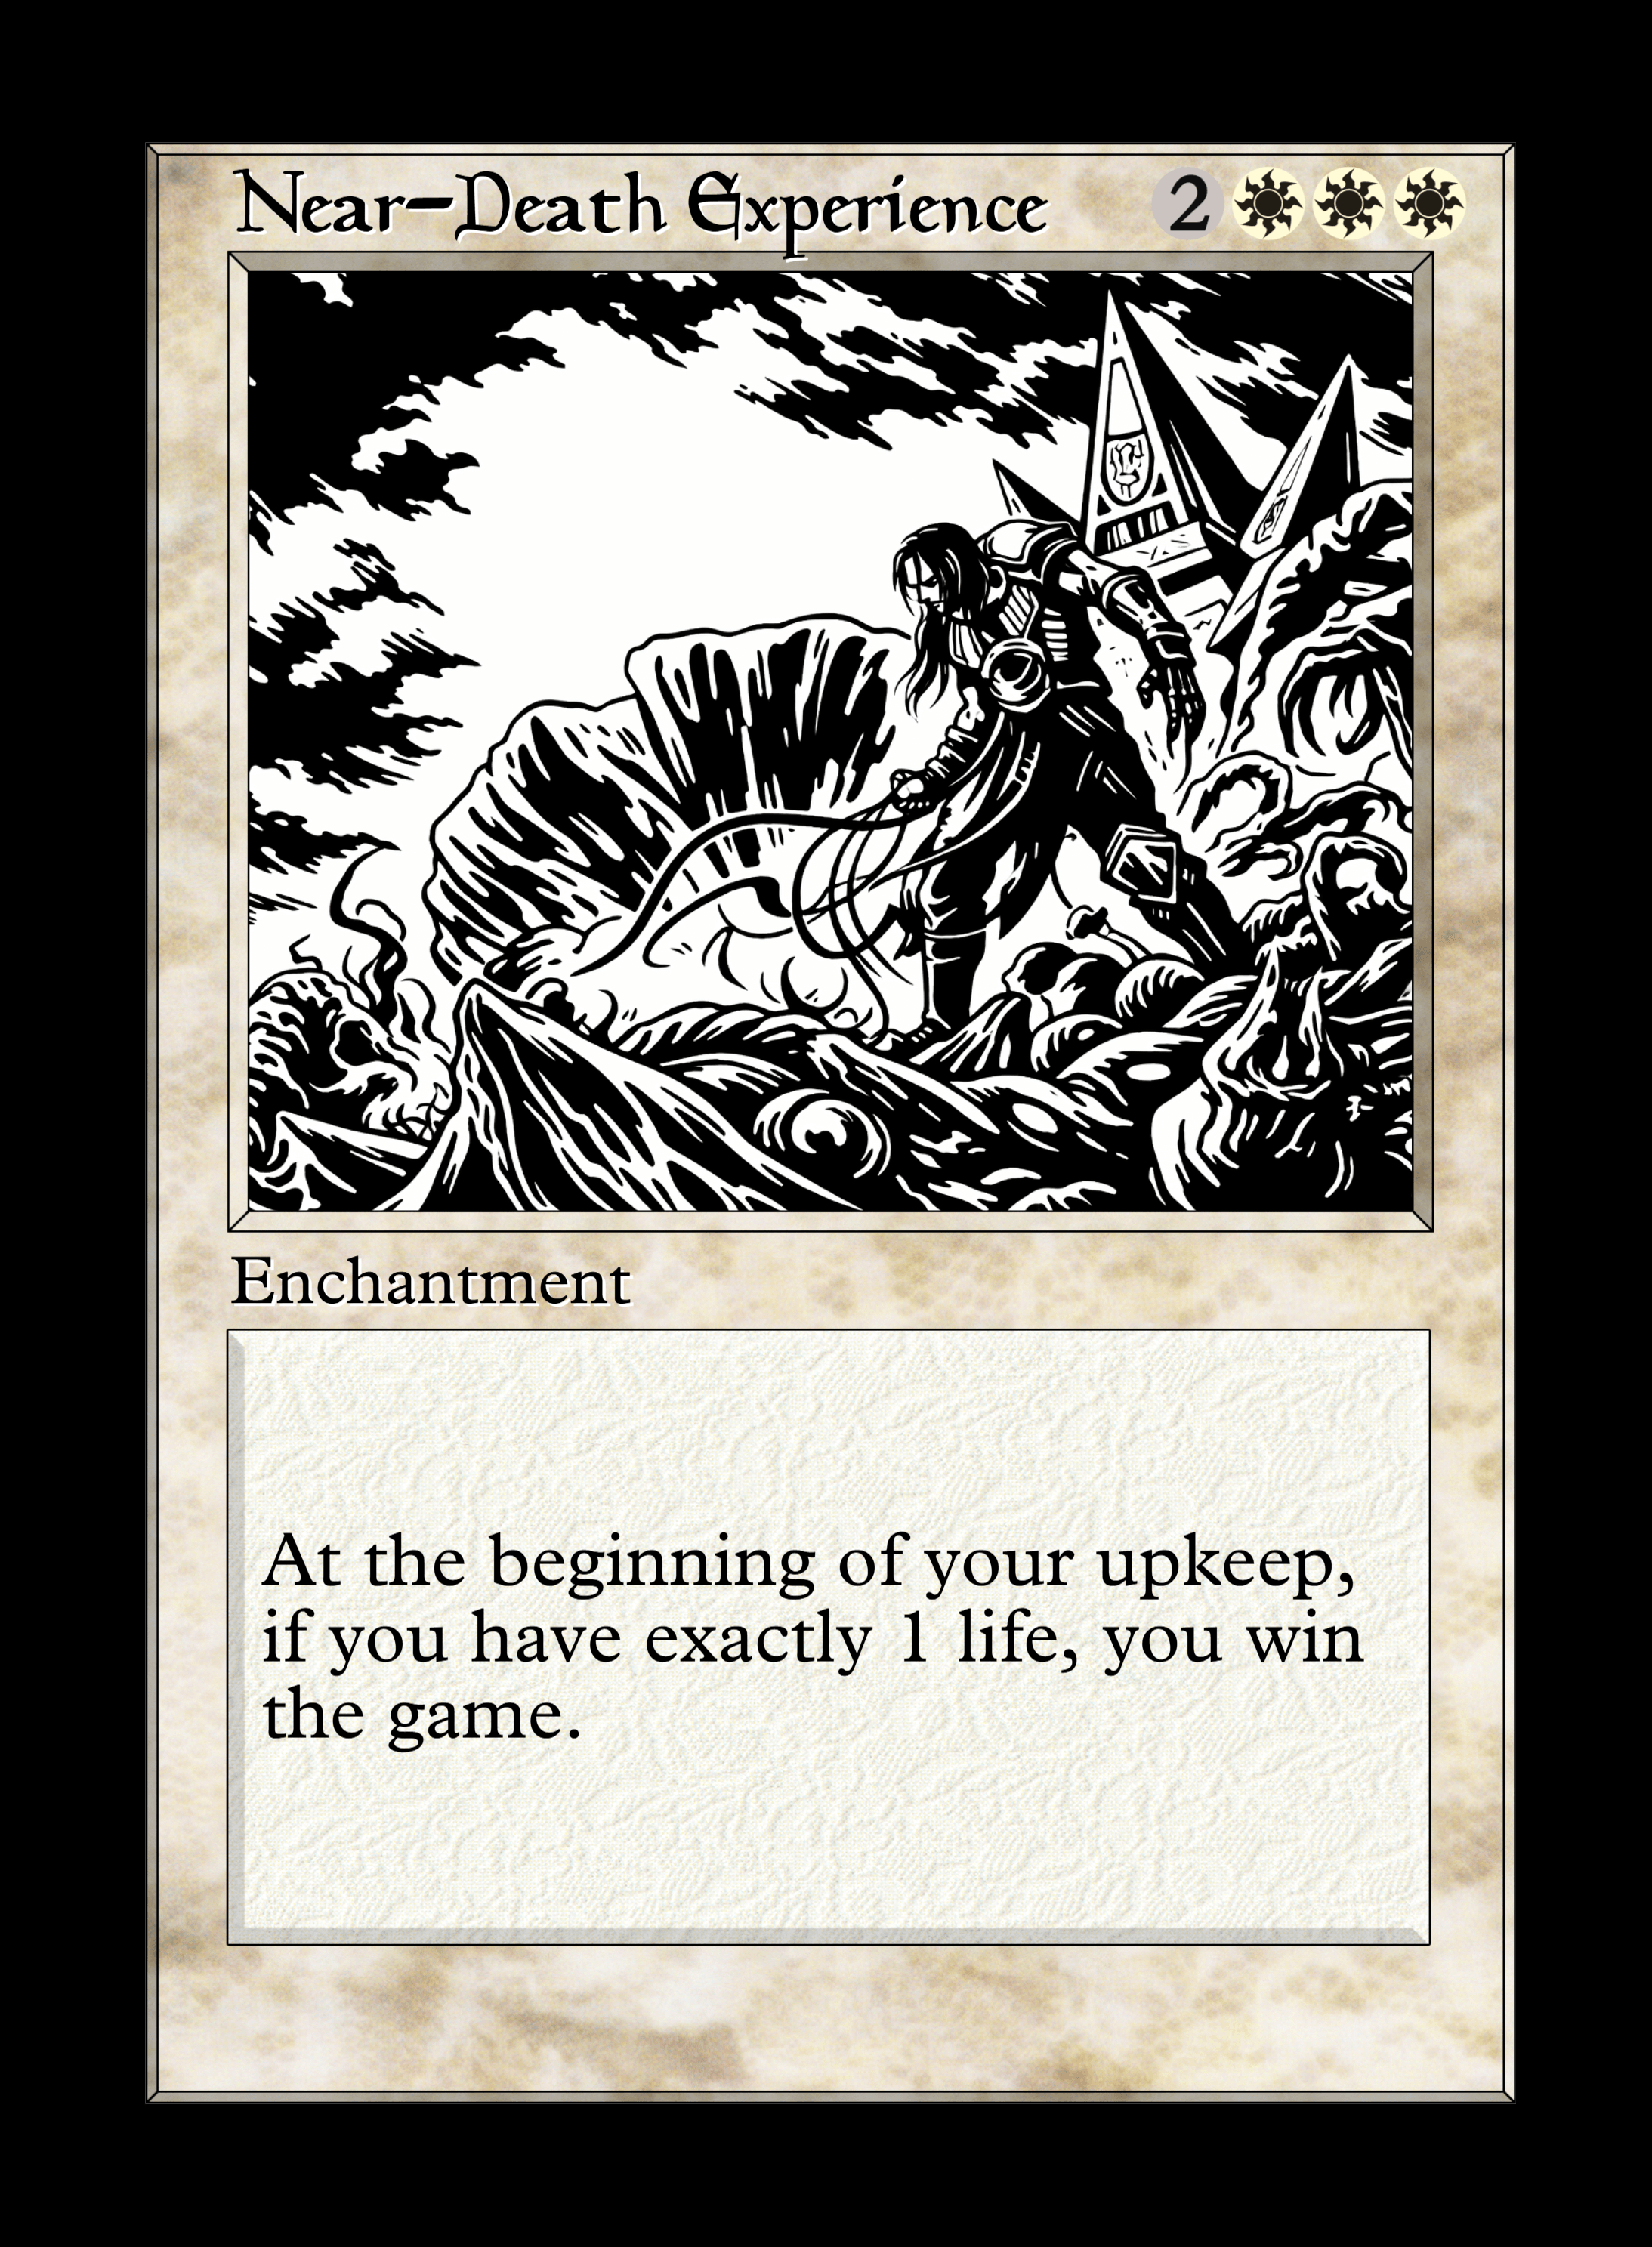 Near-Death Experience 2
Enchantment
At the beginning of your upkeep,
if you have exactly 1 life, you win
the game.